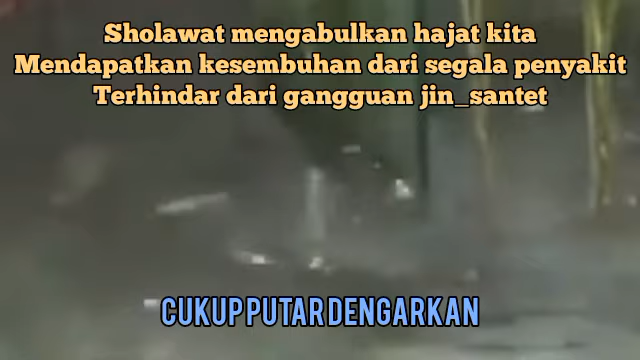 Sholawat mengabulkan hajat kita
Mendapatkan kesembuhan dari segala penyakit
Terhindar dari gangguan jin_santet
CUKUP PUTAR DENGARKAN